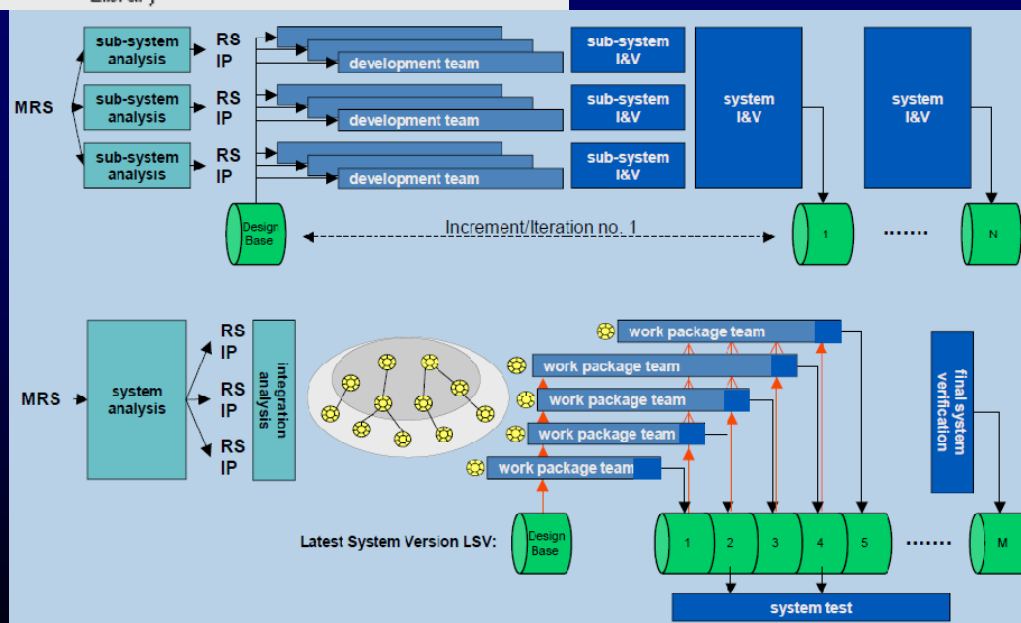 sub-system
analysis
RS
IP
development team
sub-system
I&V
MRS
sub-system
analysis
RS
IP
development team
sub-system
I&V
system
I&V
system
I&V
sub-system
analysis
RS
IP
development team
sub-system
I&V
Design
Base
Increment/Iteration no. 1
1
.......
N
MRS
system
analysis
RS
IP
RS
IP
RS
IP
integration
analysis
work package team
work package team
work package team
work package team
work package team
final system
verification
Latest System Version LSV:
Design
Base
1
2
3
4
5
.......
M
system test